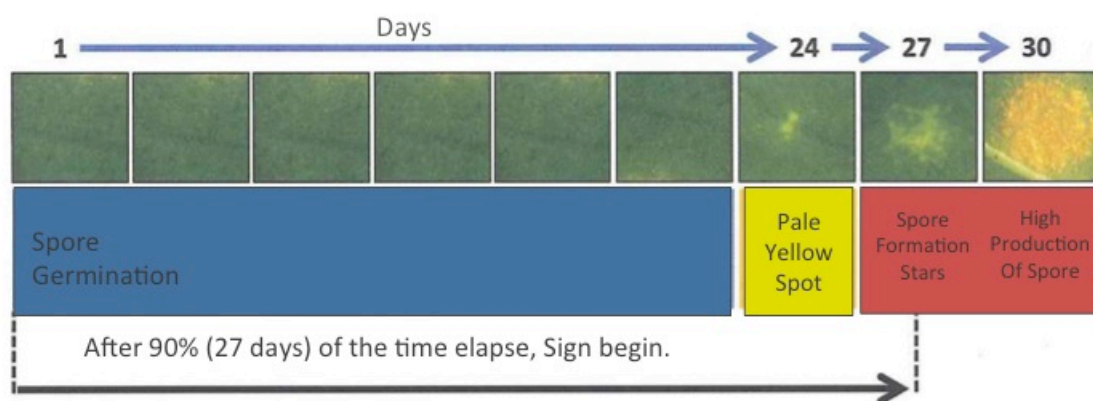 Days
1 24 27 30
Spore
Germination
Pale
Yellow
Spot
Spore
Formation
Stars
High
Production
Of Spore
After 90% (27 days) of the time elapse, Sign begin.